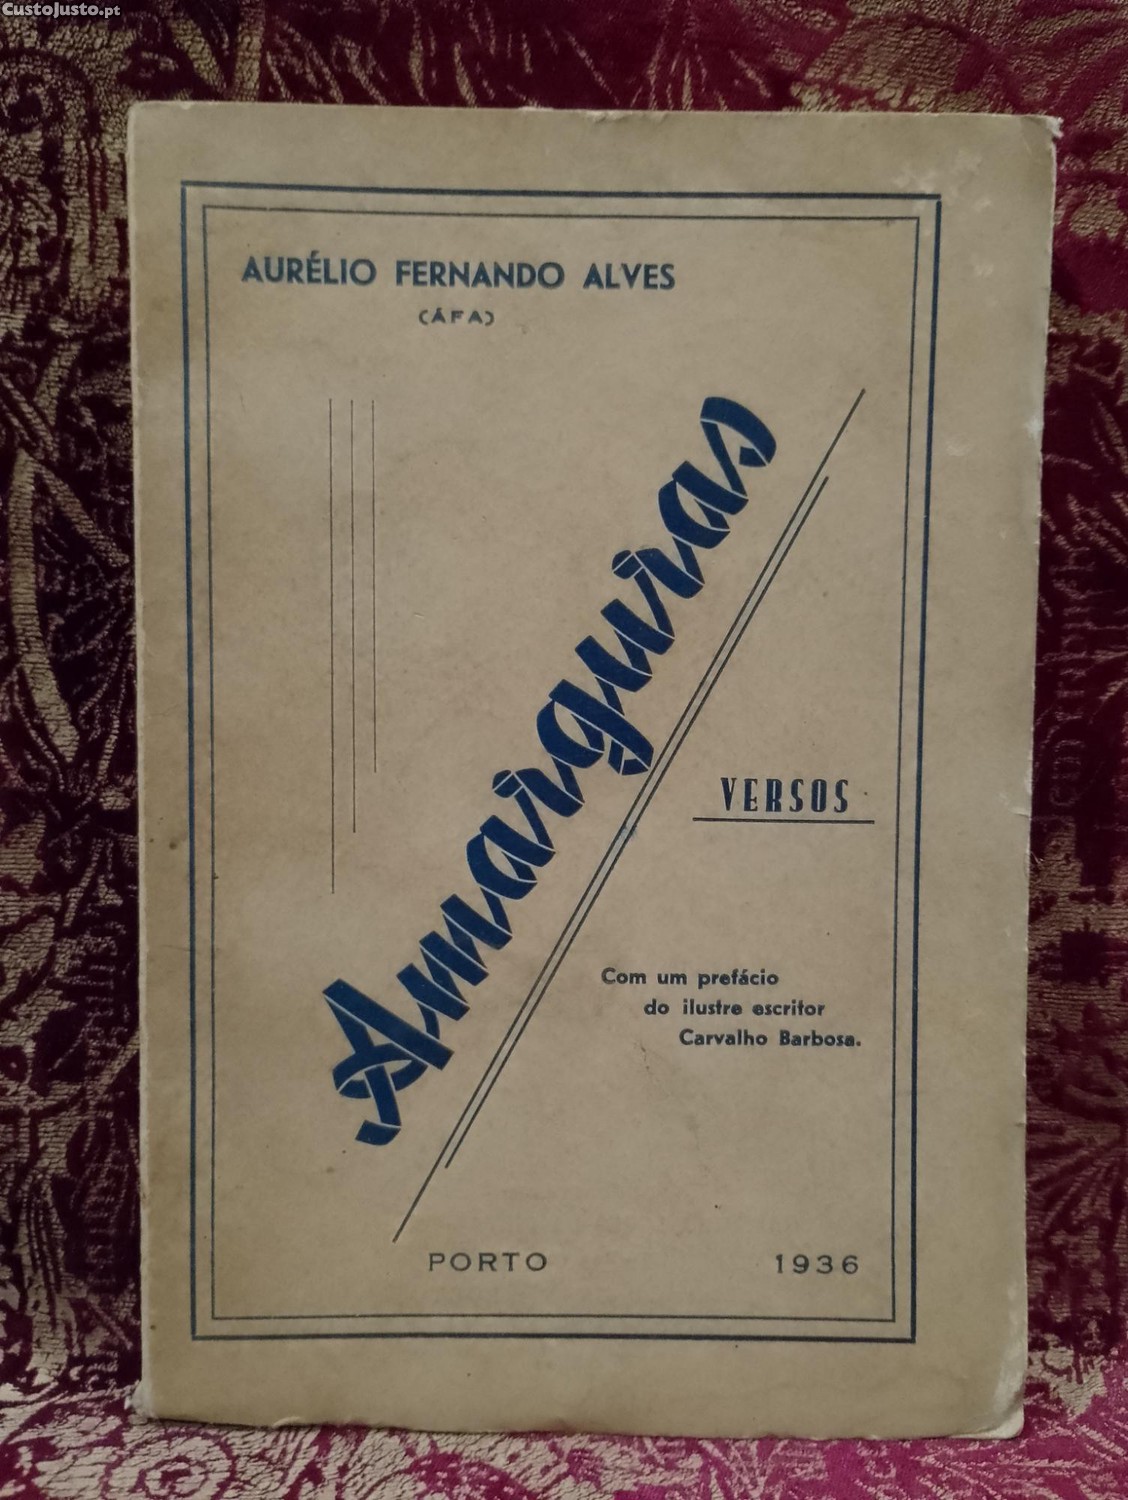 CustoJusto.pt
AURÉLIO FERNANDO ALVES
(ÁFA)
Amarguras
VERSOS
Com um prefácio
do ilustre escritor
Carvalho Barbosa.
PORTO 1936